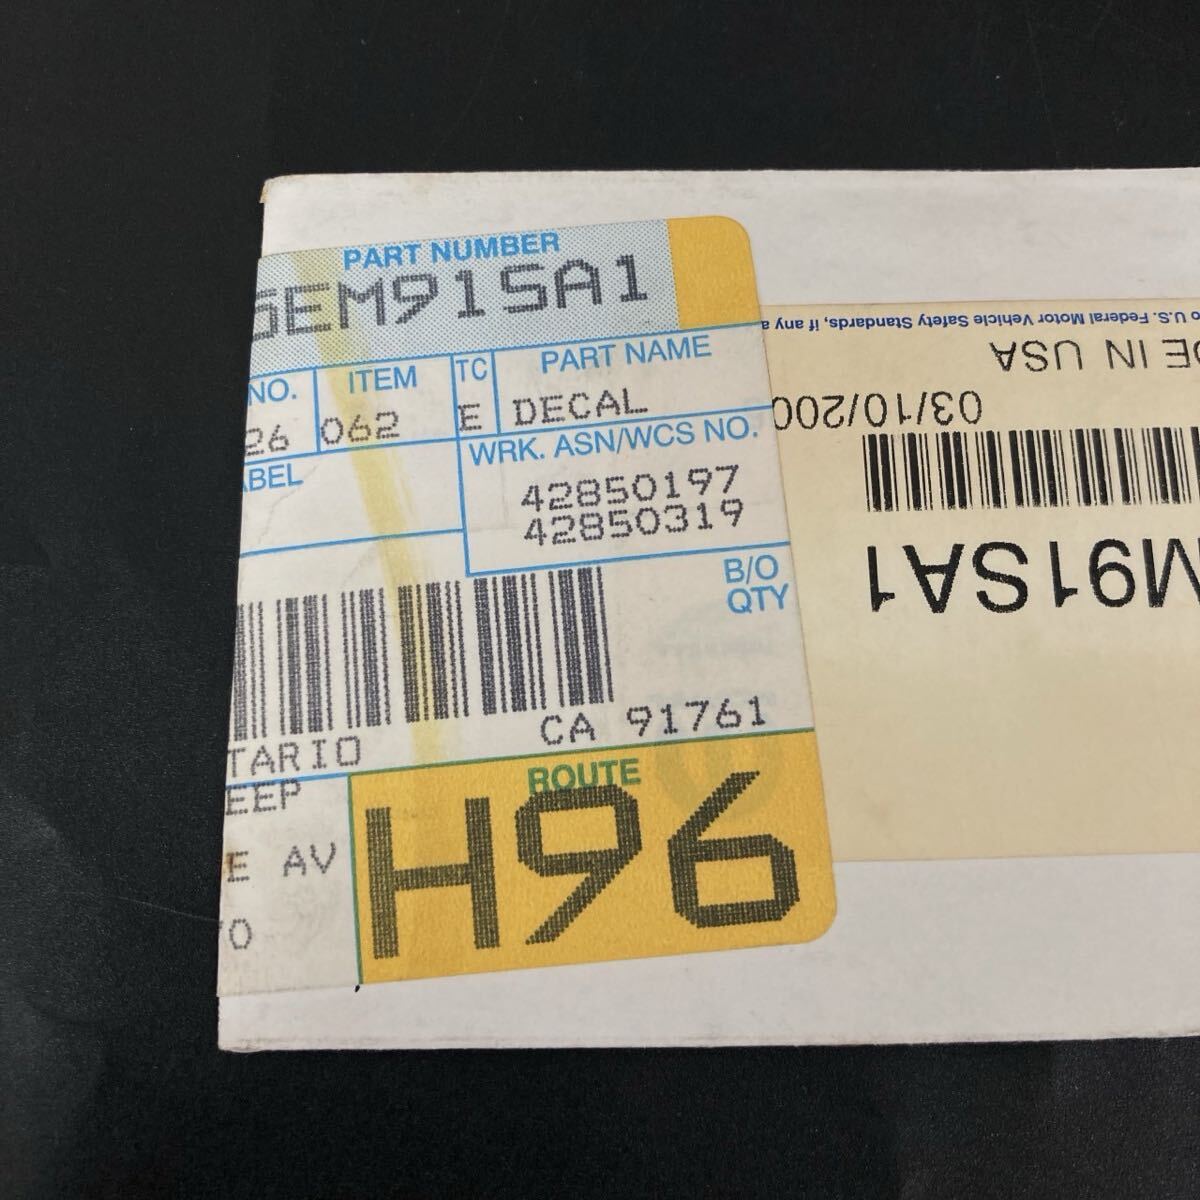 PART NUMBER
5EM91SA1
NO. ITEM TC PART NAME
26 062 E DECAL
WRK. ASN/WCS NO.
ABEL
42850197
42850319
B/O
QTY
CA 91761
TARIO
ROUTE
EEP
H96
E AV
TO
o U.S. Federal Motor Vehicle Safety Standards, if any a
DE IN USA
03/10/200
M91SA1